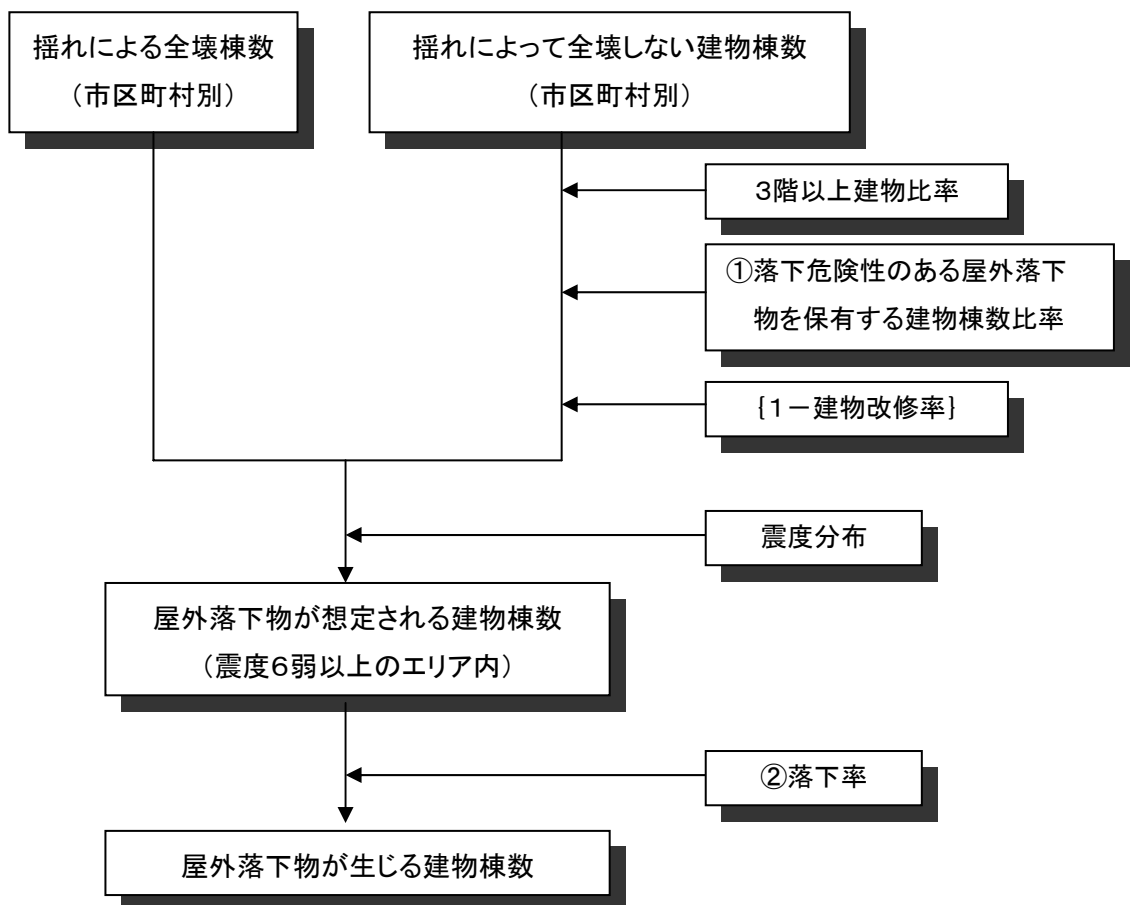 揺れによる全壊棟数
（市区町村別）
揺れによって全壊しない建物棟数
（市区町村別）
３階以上建物比率
①落下危険性のある屋外落下
物を保有する建物棟数比率
{１－建物改修率}
震度分布
屋外落下物が想定される建物棟数
（震度６弱以上のエリア内）
②落下率
屋外落下物が生じる建物棟数